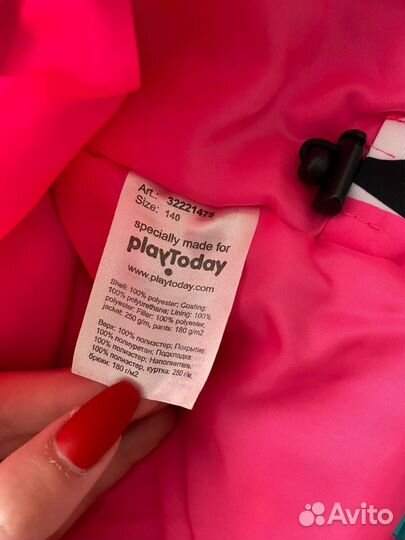 Art.: 32221478
Size: 140
specially made for
playToday
www.playtoday.com
Shell: 100% polyester; Coating:
100% polyurethane; Lining: 100%
polyester; Filler: 100% polyester,
jacket: 250 g/m, pants: 180 g/m2
Верх: 100% полиэстер; Покрытие:
100% полиуретан; Подкладка:
100% полиэстер; Наполнитель:
100% полиэстер, куртка: 250 г/м,
брюки: 180 г/м2
Avito